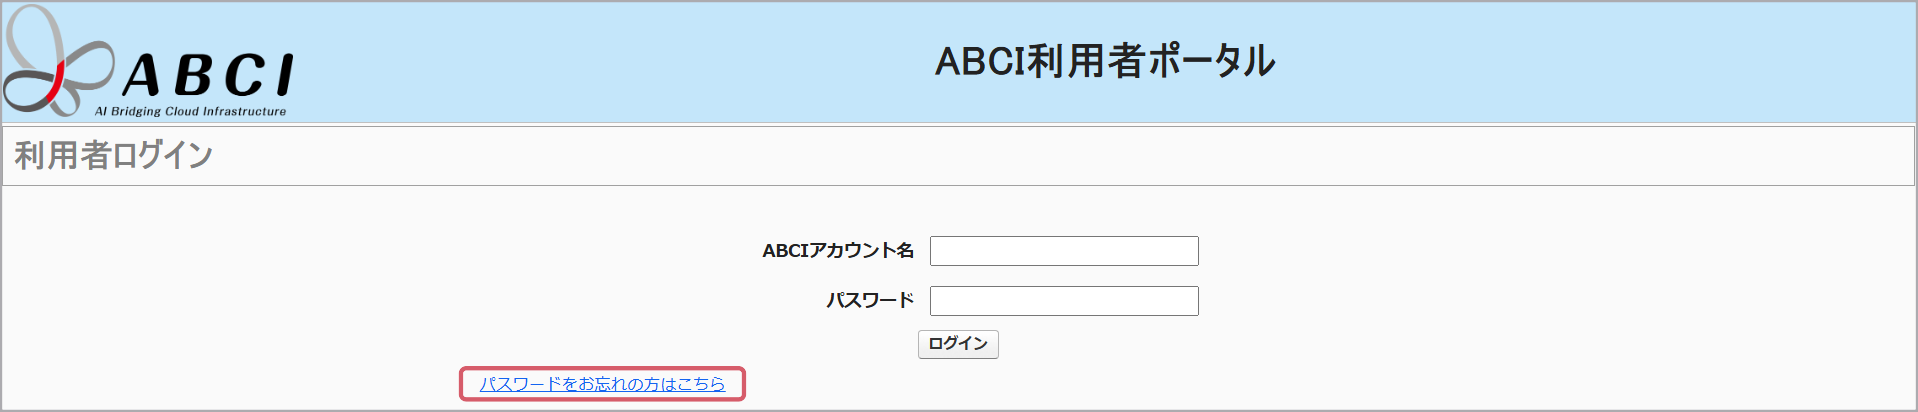 ABCI
AI Bridging Cloud Infrastructure
ABCI利用者ポータル
利用者ログイン
ABCIアカウント名
パスワード
ログイン
パスワードをお忘れの方はこちら